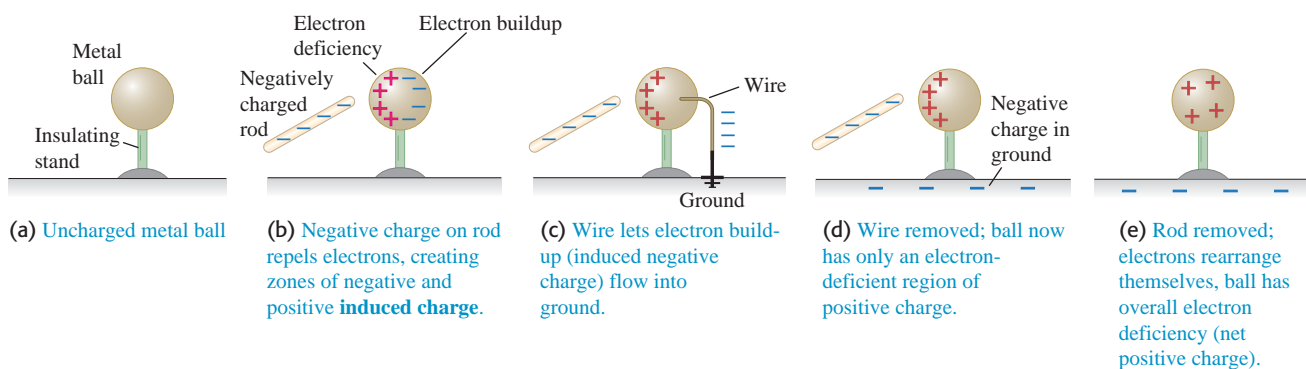 Metal
ball
Insulating
stand
(a) Uncharged metal ball
Electron
deficiency
Electron buildup
Negatively
charged
rod
(b) Negative charge on rod
repels electrons, creating
zones of negative and
positive induced charge.
Wire
Ground
(c) Wire lets electron build-
up (induced negative
charge) flow into
ground.
Negative
charge in
ground
(d) Wire removed; ball now
has only an electron-
deficient region of
positive charge.
(e) Rod removed;
electrons rearrange
themselves, ball has
overall electron
deficiency (net
positive charge).